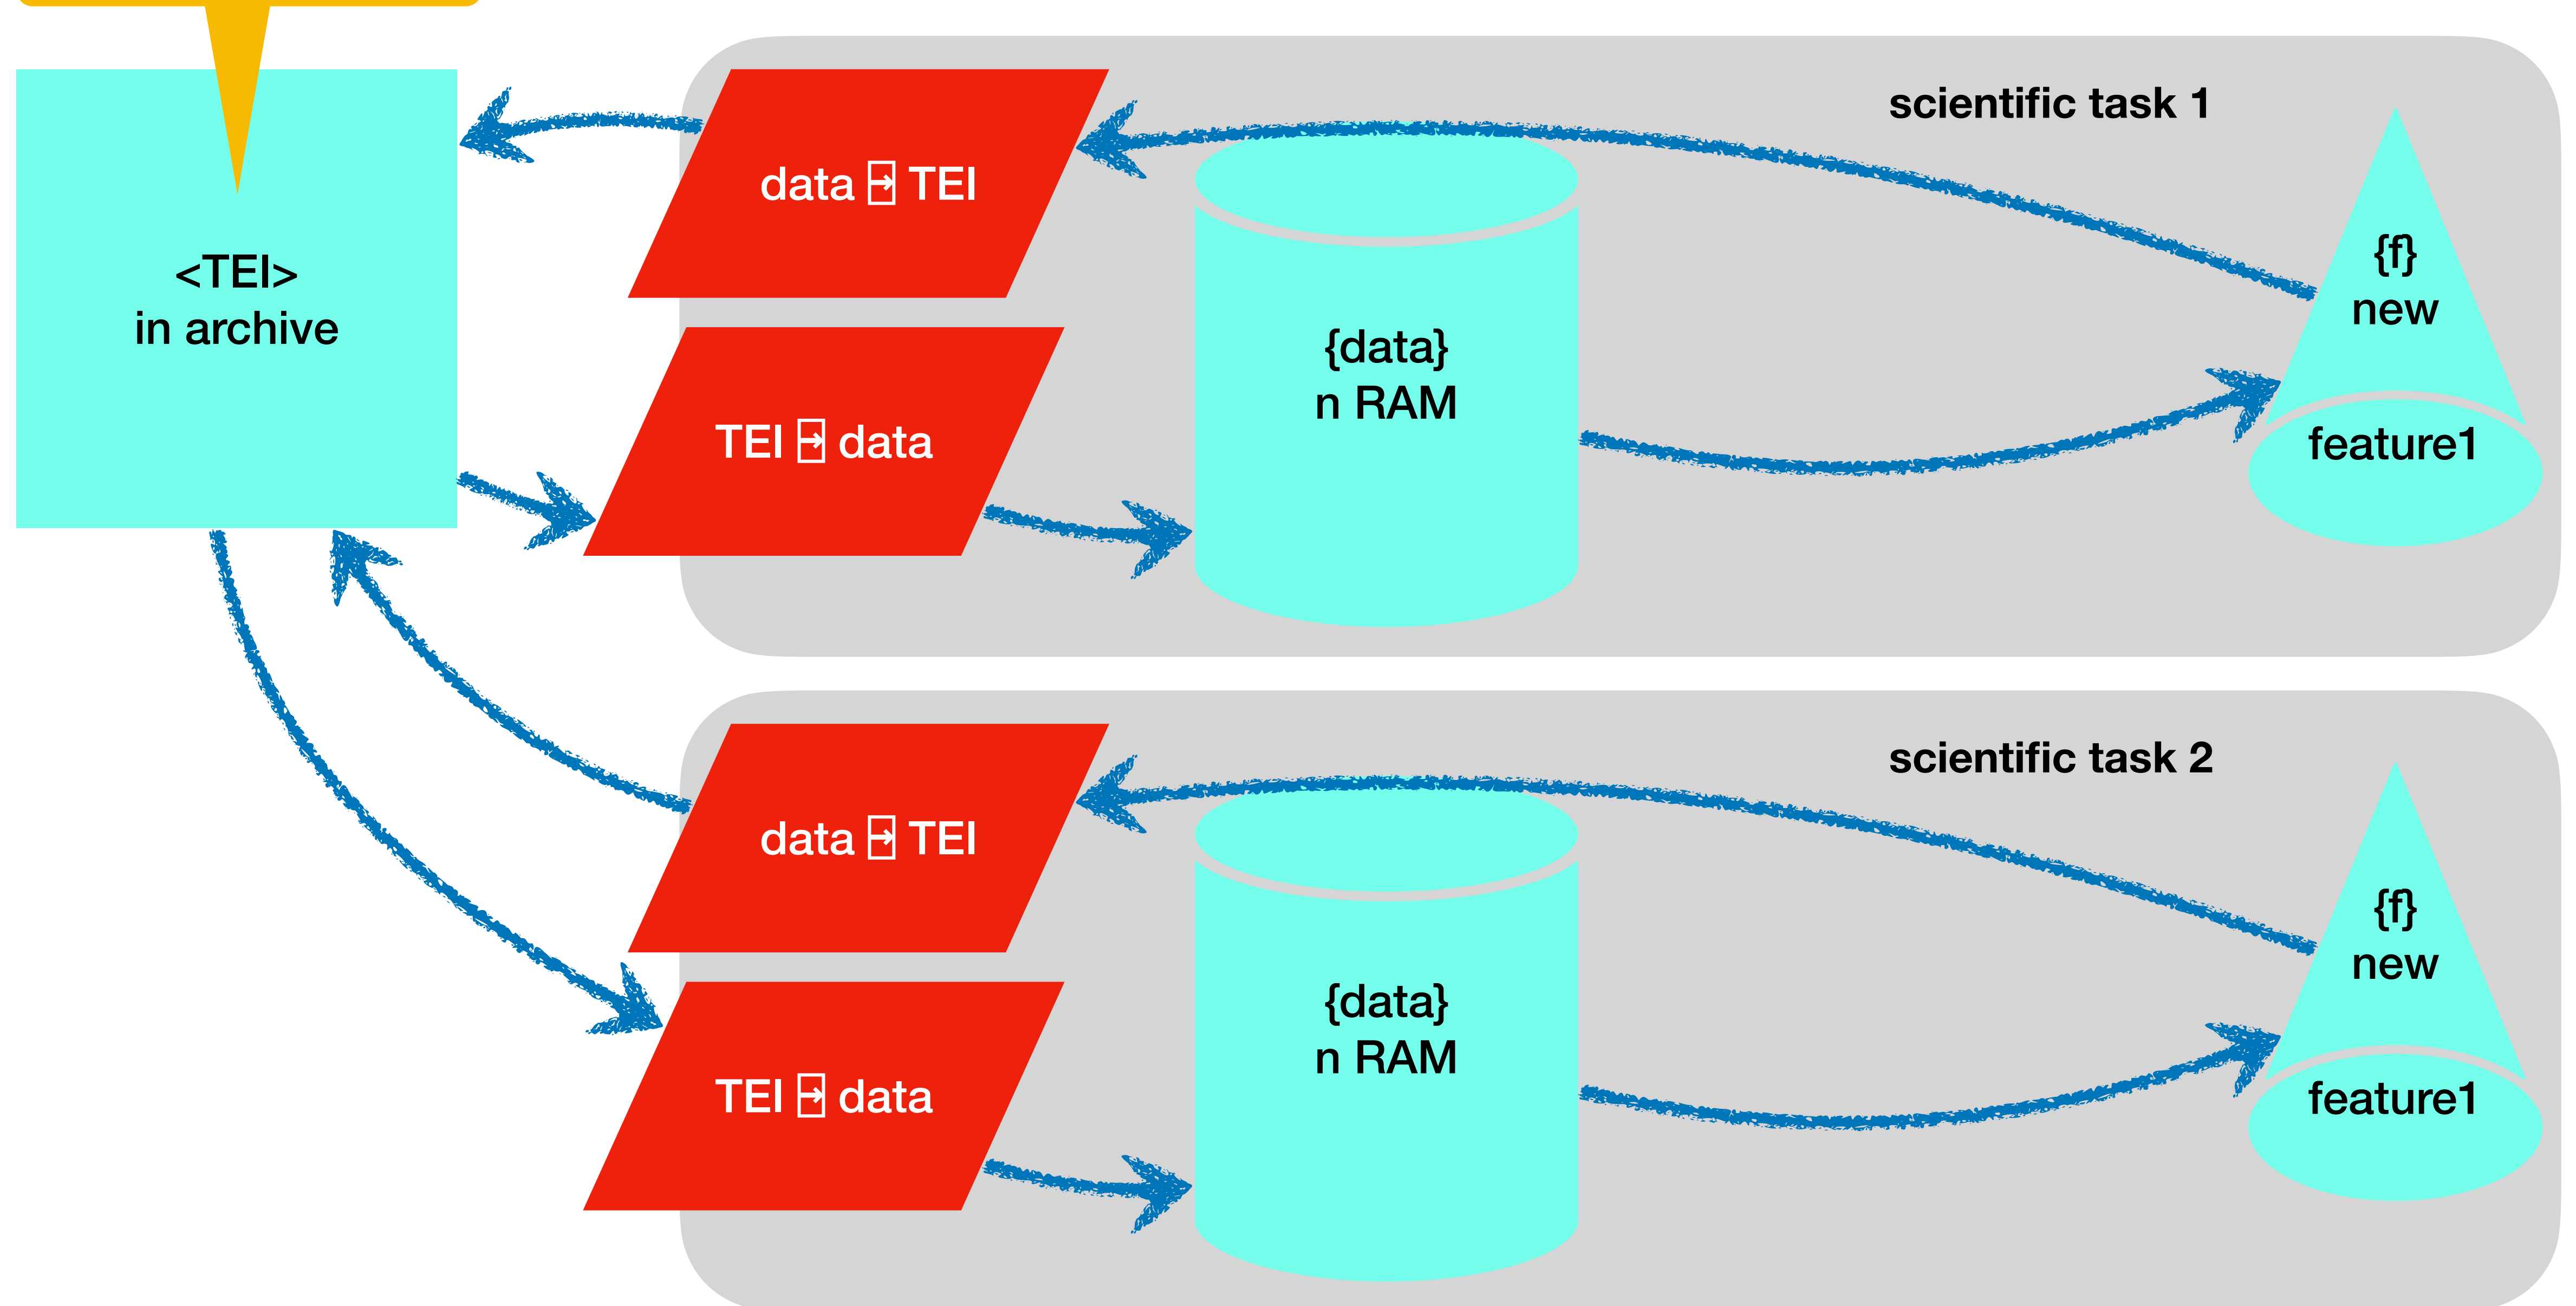 <TEI>
in archive
scientific task 1
data ⍈ TEI
TEI ⍈ data
{data}
n RAM
{f}
new
feature1
scientific task 2
data ⍈ TEI
TEI ⍈ data
{data}
n RAM
{f}
new
feature1